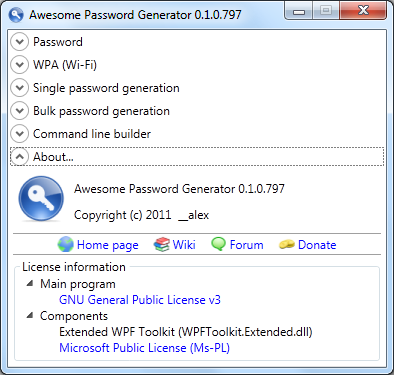 Awesome Password Generator 0.1.0.797
Password
WPA (Wi-Fi)
Single password generation
Bulk password generation
Command line builder
About...
Awesome Password Generator 0.1.0.797
Copyright (c) 2011 __alex
Home page Wiki Forum Donate
License information
Main program
GNU General Public License v3
Components
Extended WPF Toolkit (WPFToolkit.Extended.dll)
Microsoft Public License (Ms-PL)